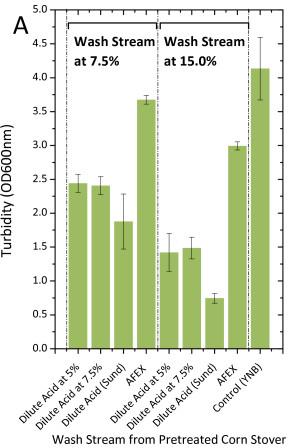 A
Wash Stream
at 7.5%
Wash Stream
at 15.0%
5.0
4.5
4.0
3.5
3.0
2.5
2.0
1.5
1.0
0.5
0.0
Turbidity (OD600nm)
Dilute Acid at 5%
Dilute Acid at 7.5%
Dilute Acid (Sund)
AFEX
Dilute Acid at 5%
Dilute Acid at 7.5%
Dilute Acid (Sund)
AFEX
Control (YNB)
Wash Stream from Pretreated Corn Stover